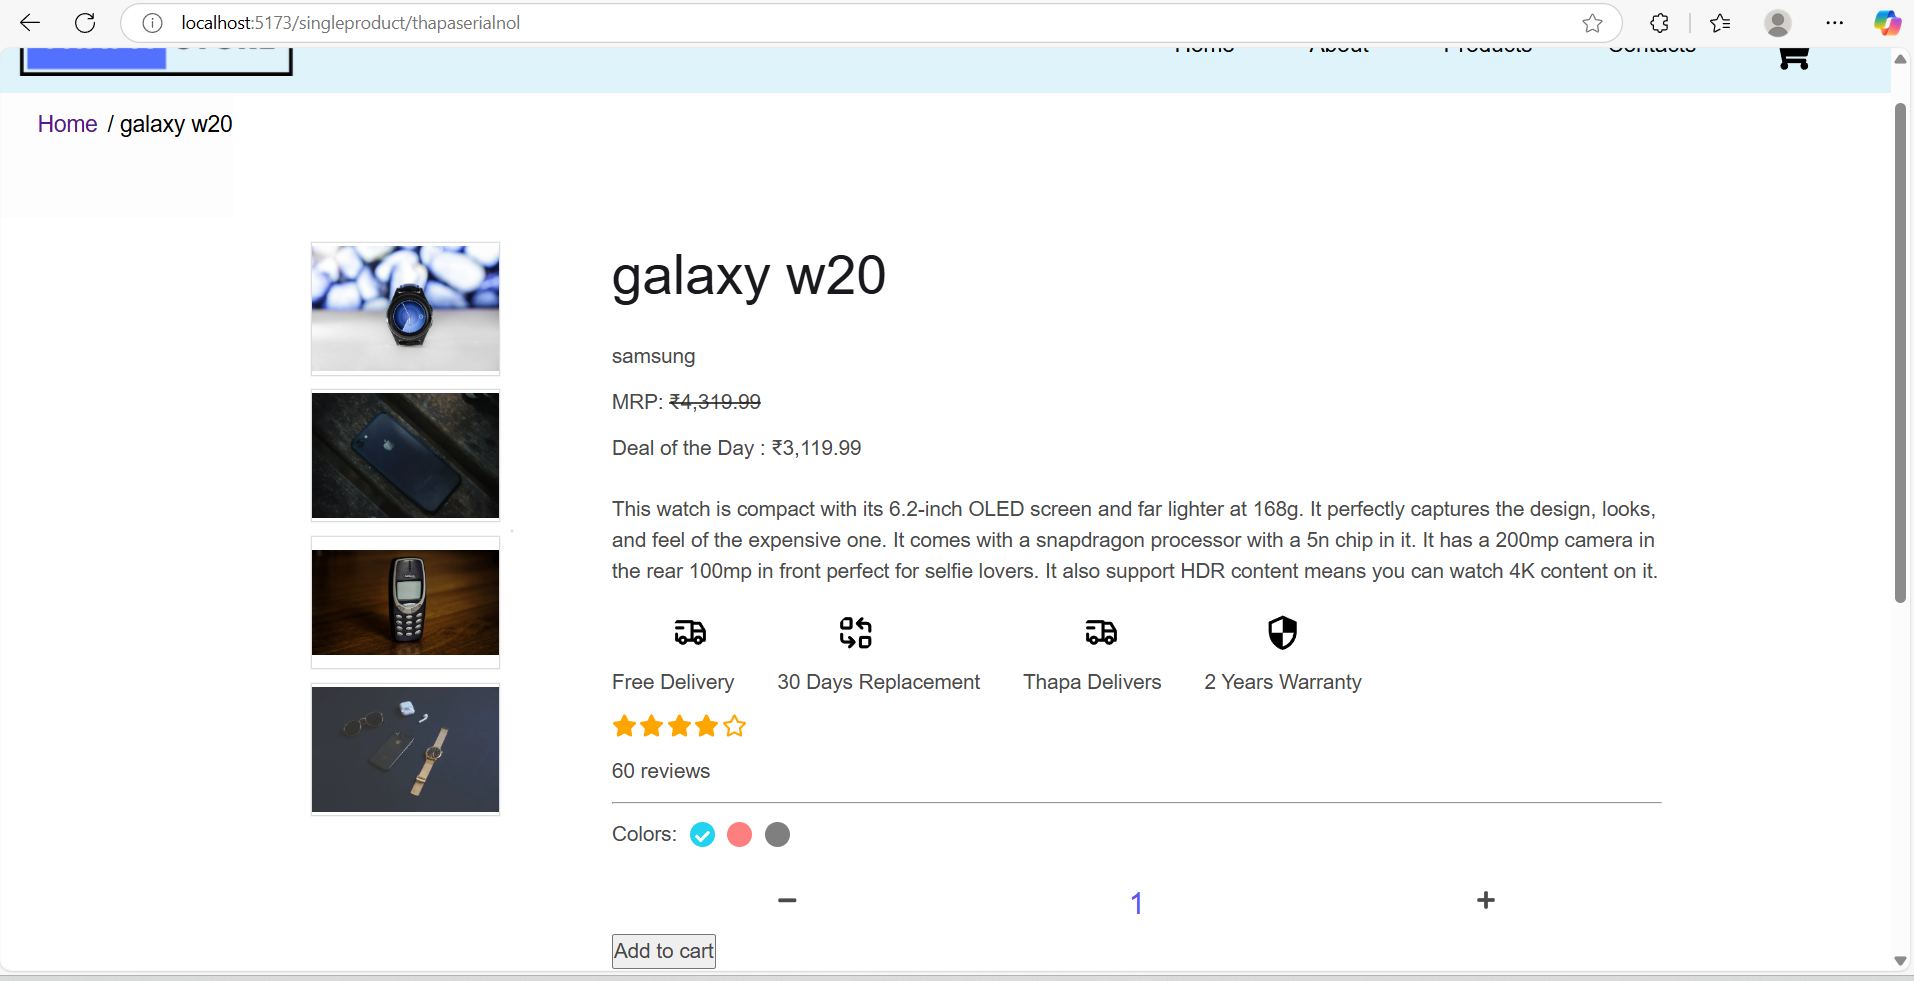 localhost:5173/singleproduct/thapaserialnol
Home About Products Contacts
Home / galaxy w20
galaxy w20
samsung
MRP: ₹4,319.99
Deal of the Day : ₹3,119.99
This watch is compact with its 6.2-inch OLED screen and far lighter at 168g. It perfectly captures the design, looks,
and feel of the expensive one. It comes with a snapdragon processor with a 5n chip in it. It has a 200mp camera in
the rear 100mp in front perfect for selfie lovers. It also support HDR content means you can watch 4K content on it.
Free Delivery 30 Days Replacement Thapa Delivers 2 Years Warranty
60 reviews
Colors:
1
Add to cart